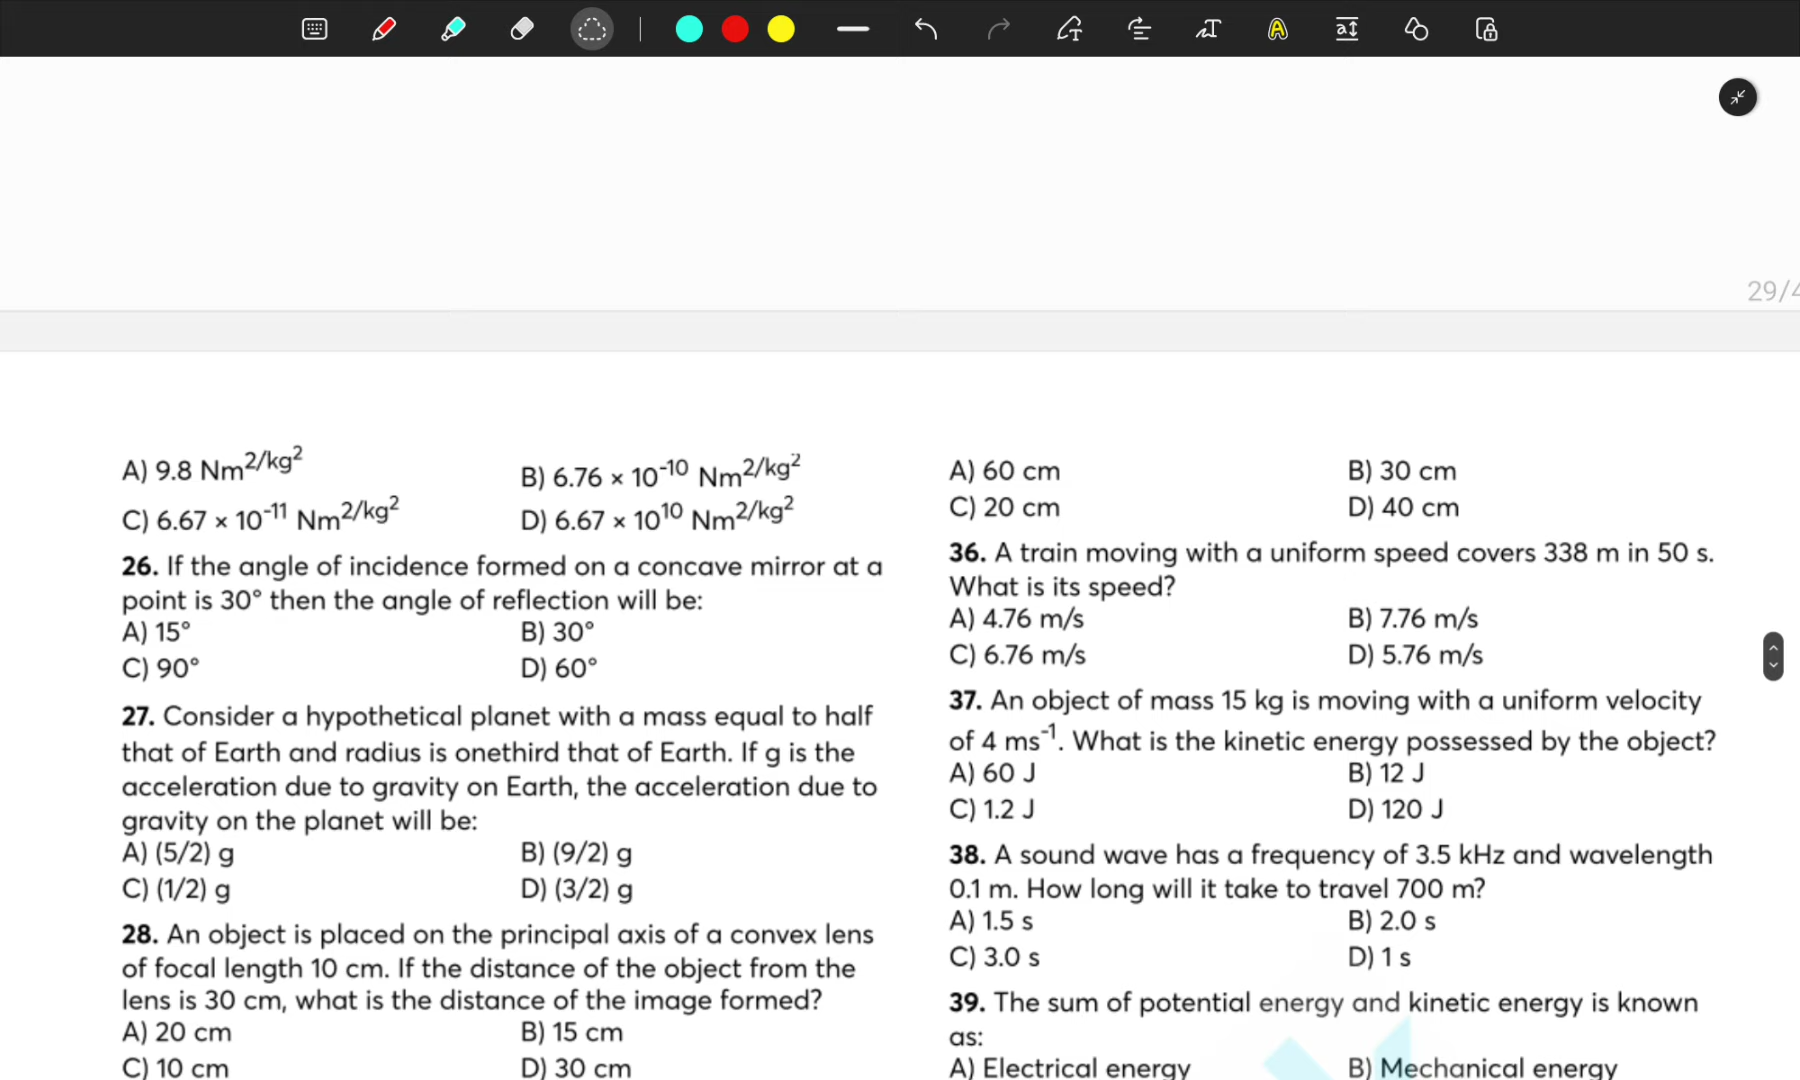 29/4
A) 9.8 Nm2/kg²
B) 6.76 × 10⁻¹⁰ Nm2/kg²
C) 6.67 × 10⁻¹¹ Nm2/kg²
D) 6.67 × 10¹⁰ Nm2/kg²
26. If the angle of incidence formed on a concave mirror at a
point is 30° then the angle of reflection will be:
A) 15°
B) 30°
C) 90°
D) 60°
27. Consider a hypothetical planet with a mass equal to half
that of Earth and radius is onethird that of Earth. If g is the
acceleration due to gravity on Earth, the acceleration due to
gravity on the planet will be:
A) (5/2) g
B) (9/2) g
C) (1/2) g
D) (3/2) g
28. An object is placed on the principal axis of a convex lens
of focal length 10 cm. If the distance of the object from the
lens is 30 cm, what is the distance of the image formed?
A) 20 cm
B) 15 cm
C) 10 cm
D) 30 cm
A) 60 cm
B) 30 cm
C) 20 cm
D) 40 cm
36. A train moving with a uniform speed covers 338 m in 50 s.
What is its speed?
A) 4.76 m/s
B) 7.76 m/s
C) 6.76 m/s
D) 5.76 m/s
37. An object of mass 15 kg is moving with a uniform velocity
of 4 ms⁻¹. What is the kinetic energy possessed by the object?
A) 60 J
B) 12 J
C) 1.2 J
D) 120 J
38. A sound wave has a frequency of 3.5 kHz and wavelength
0.1 m. How long will it take to travel 700 m?
A) 1.5 s
B) 2.0 s
C) 3.0 s
D) 1 s
39. The sum of potential energy and kinetic energy is known
as:
A) Electrical energy
B) Mechanical energy